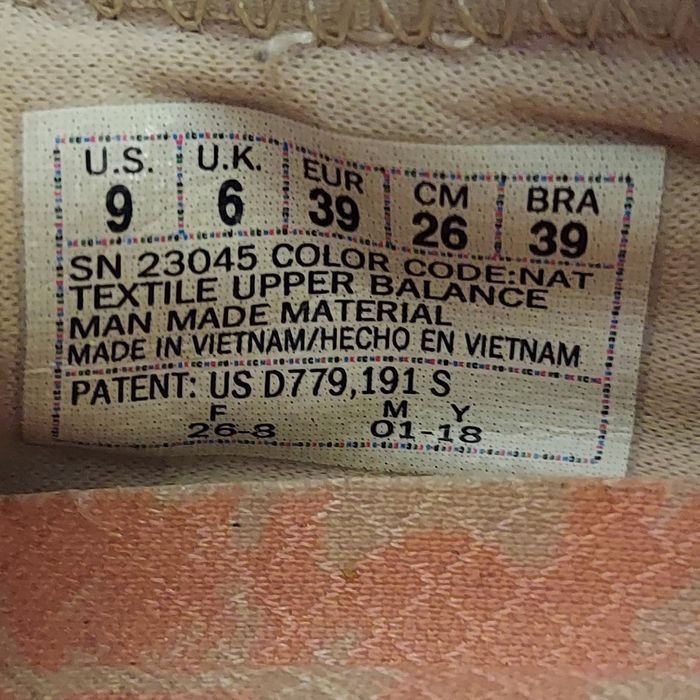 U.S. U.K. EUR CM BRA
9 6 39 26 39
SN 23045 COLOR CODE:NAT
TEXTILE UPPER BALANCE
MAN MADE MATERIAL
MADE IN VIETNAM/HECHO EN VIETNAM
PATENT: US D779,191 S
F M Y
26-8 01-18